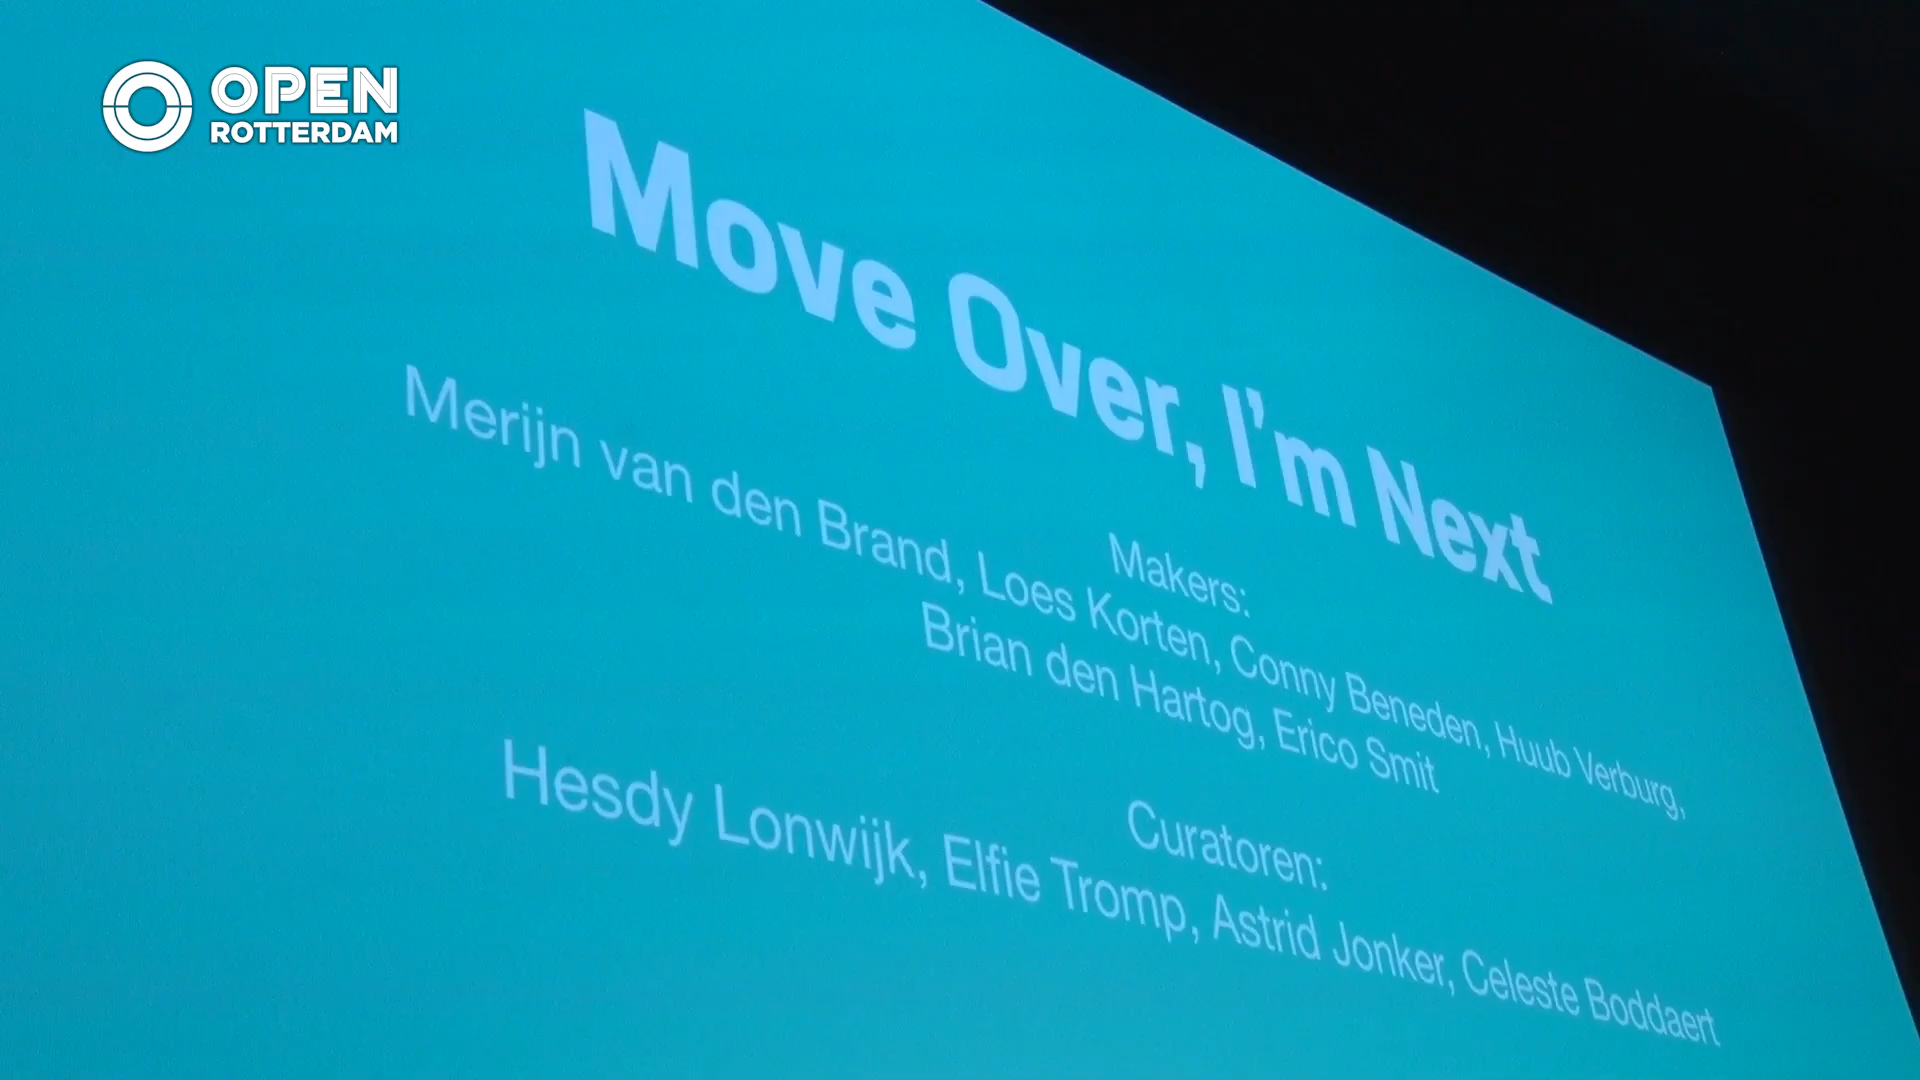 OPEN
ROTTERDAM
Move Over, I'm Next
Makers:
Merijn van den Brand, Loes Korten, Conny Beneden, Huub Verburg,
Brian den Hartog, Erico Smit
Curatoren:
Hesdy Lonwijk, Elfie Tromp, Astrid Jonker, Celeste Boddaert